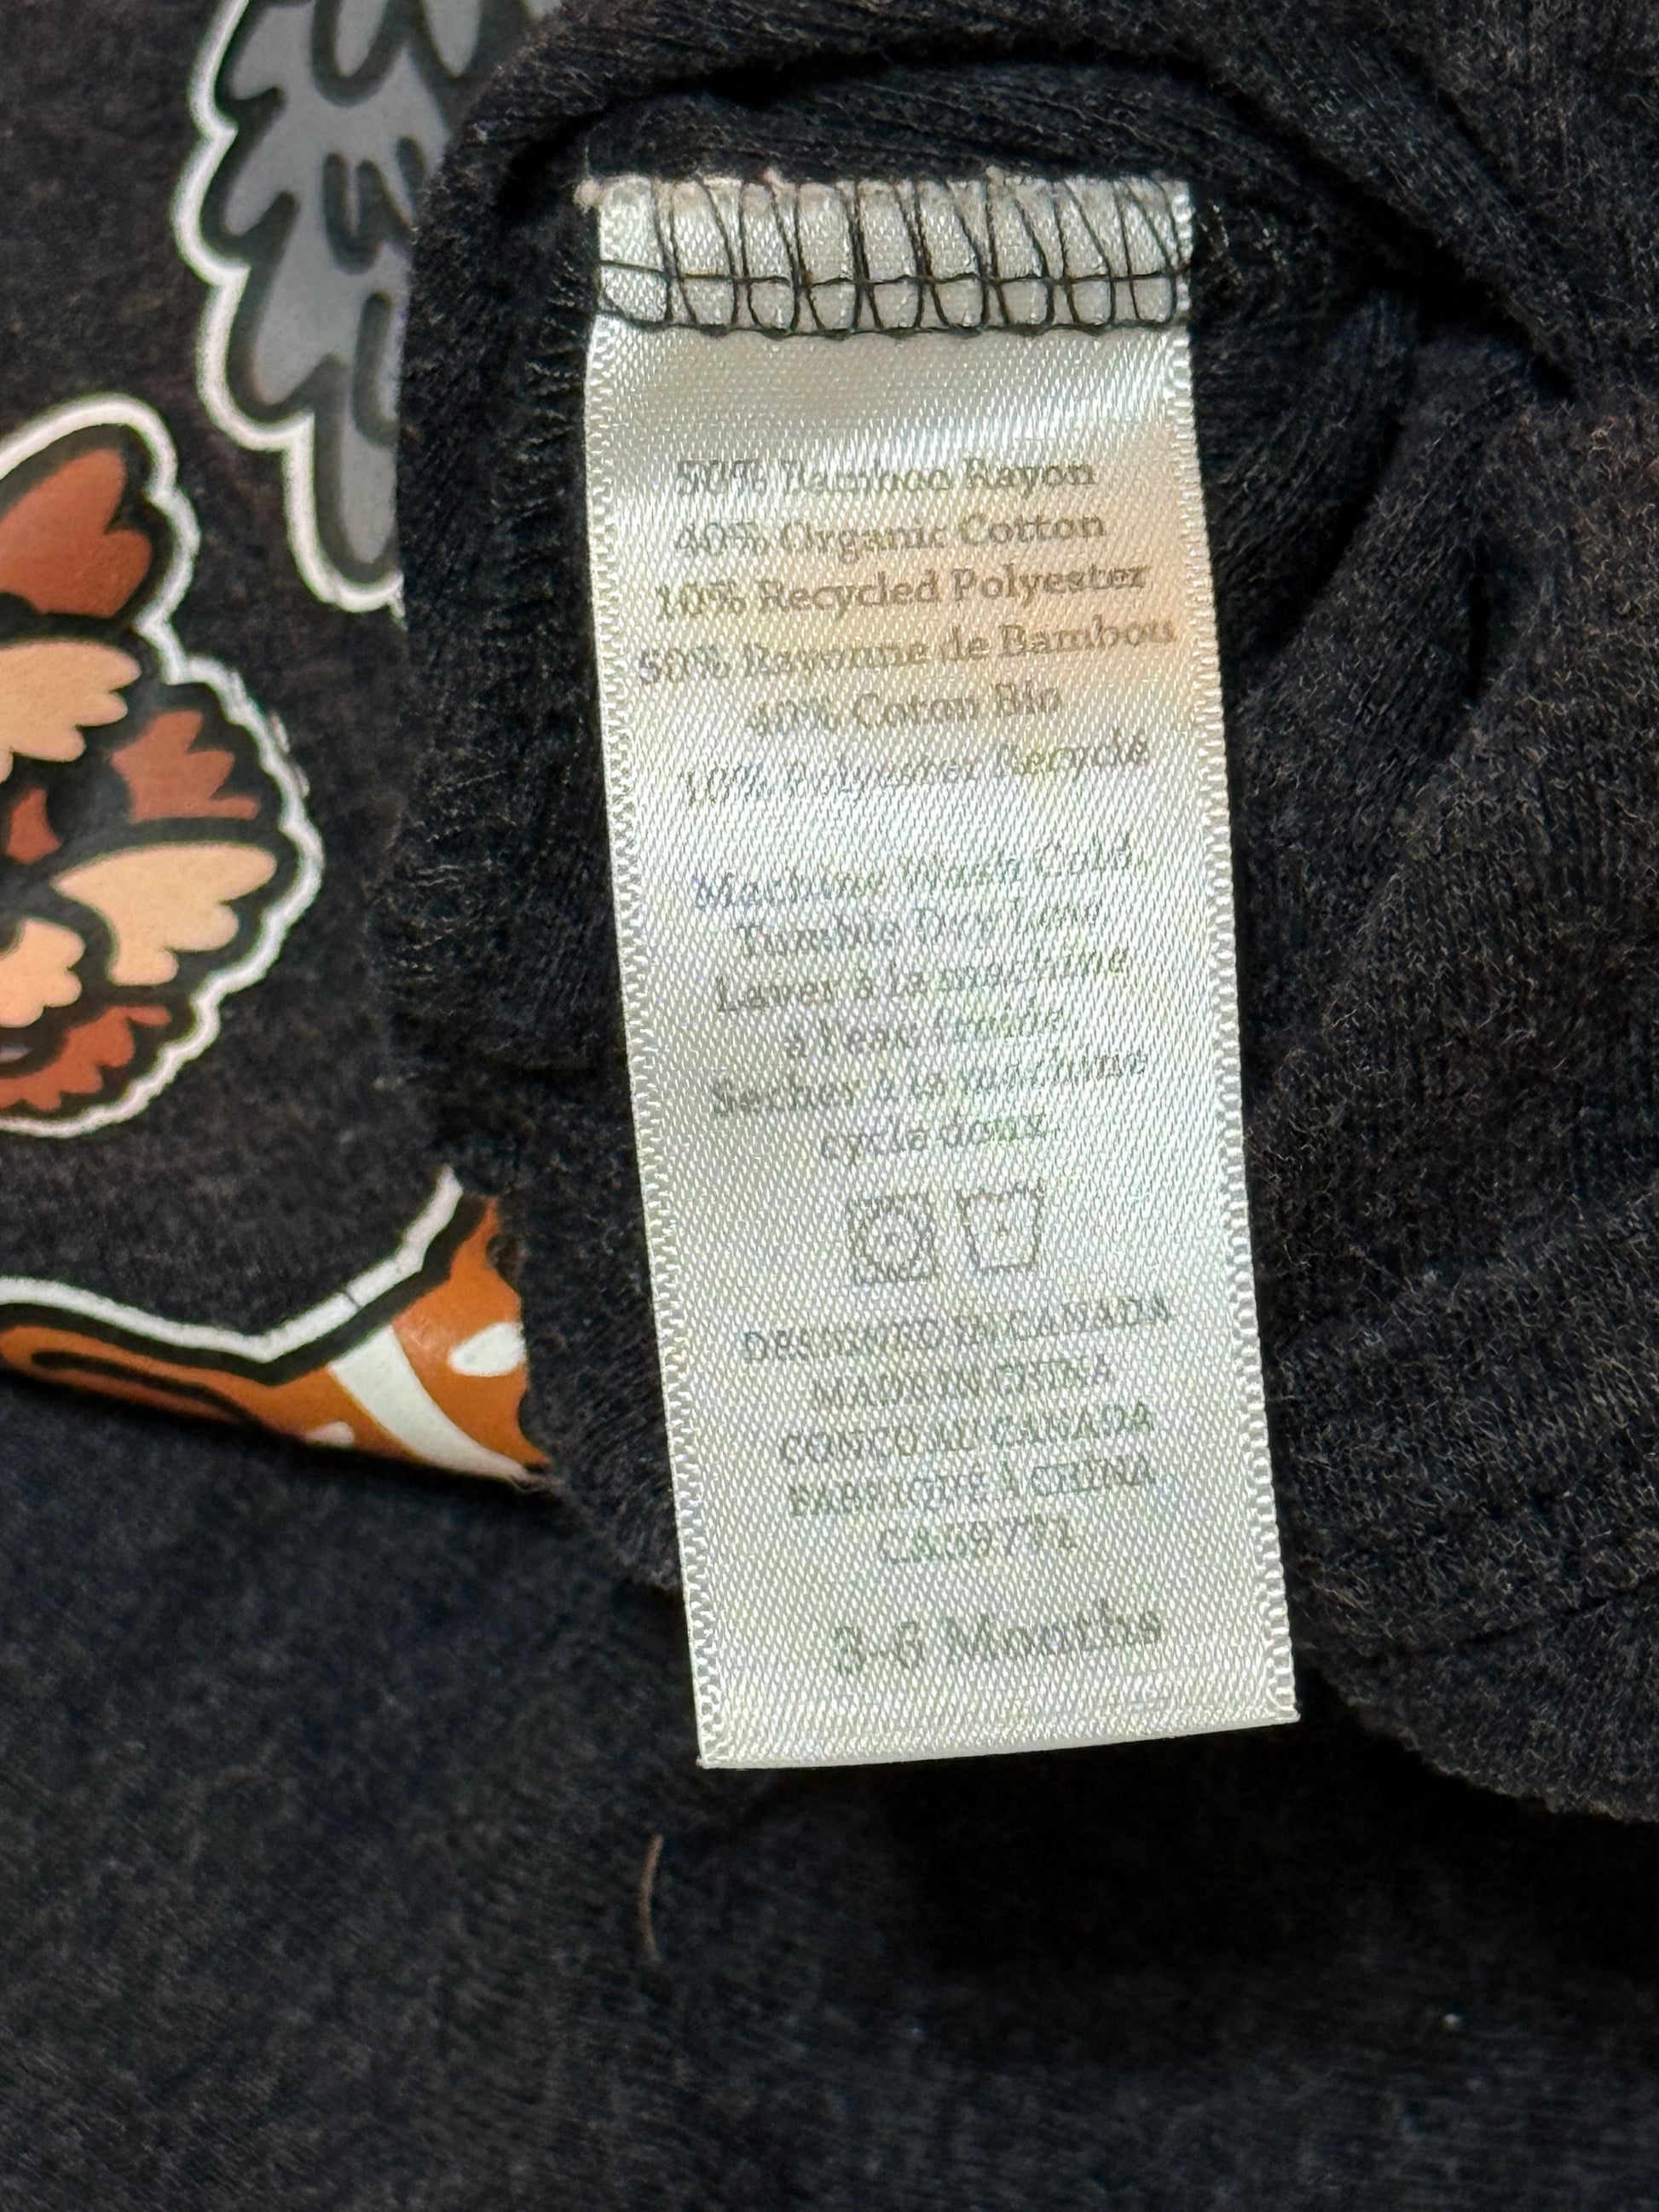 50% Bamboo Rayon
40% Organic Cotton
10% Recycled Polyester
50% Rayonne de Bambou
40% Coton Bio
10% Polyester Recyclé
Machine Wash Cold
Tumble Dry Low
Laver à la machine
à l'eau froide
Sécher à la machine
cycle doux
DESIGNED IN CANADA
MADE IN CHINA
CONÇU AU CANADA
FABRIQUÉ À CHINA
3-6 Months